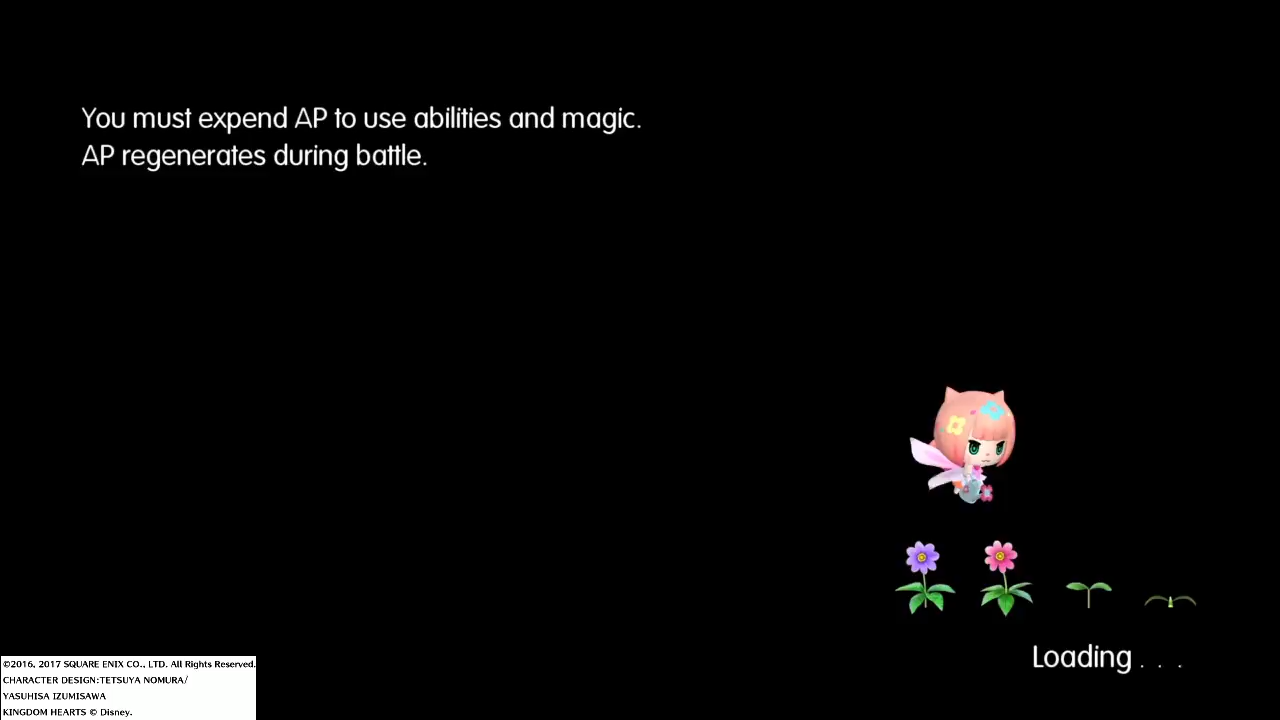 You must expend AP to use abilities and magic.
AP regenerates during battle.
Loading . . .
©2016, 2017 SQUARE ENIX CO., LTD. All Rights Reserved.
CHARACTER DESIGN:TETSUYA NOMURA/
YASUHISA IZUMISAWA
KINGDOM HEARTS © Disney.